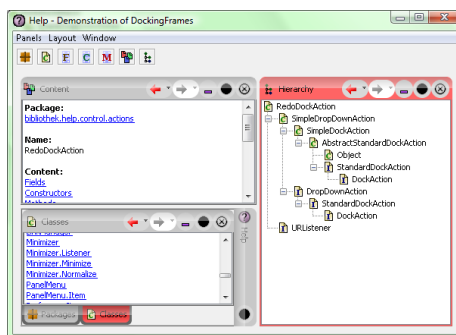 Help - Demonstration of DockingFrames
Panels Layout Window
Content
Package:
bibliothek.help.control.actions
Name:
RedoDockAction
Content:
Fields
Constructors
Methods
Classes
Minimizer
Minimizer.Listener
Minimizer.Minimize
Minimizer.Normalize
PanelMenu
PanelMenu.Item
Packages
Classes
Help
Hierarchy
RedoDockAction
SimpleDropDownAction
SimpleDockAction
AbstractStandardDockAction
Object
StandardDockAction
DockAction
DropDownAction
StandardDockAction
DockAction
URListener